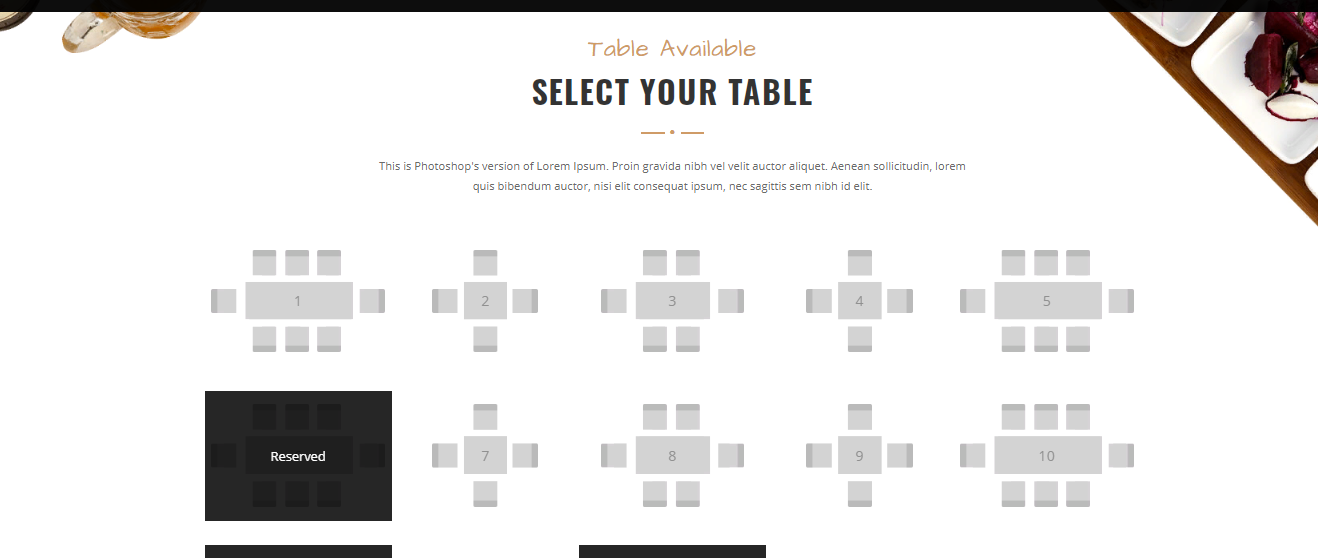 Table Available
SELECT YOUR TABLE
This is Photoshop's version of Lorem Ipsum. Proin gravida nibh vel velit auctor aliquet. Aenean sollicitudin, lorem
quis bibendum auctor, nisi elit consequat ipsum, nec sagittis sem nibh id elit.
1 2 3 4 5
Reserved 7 8 9 10